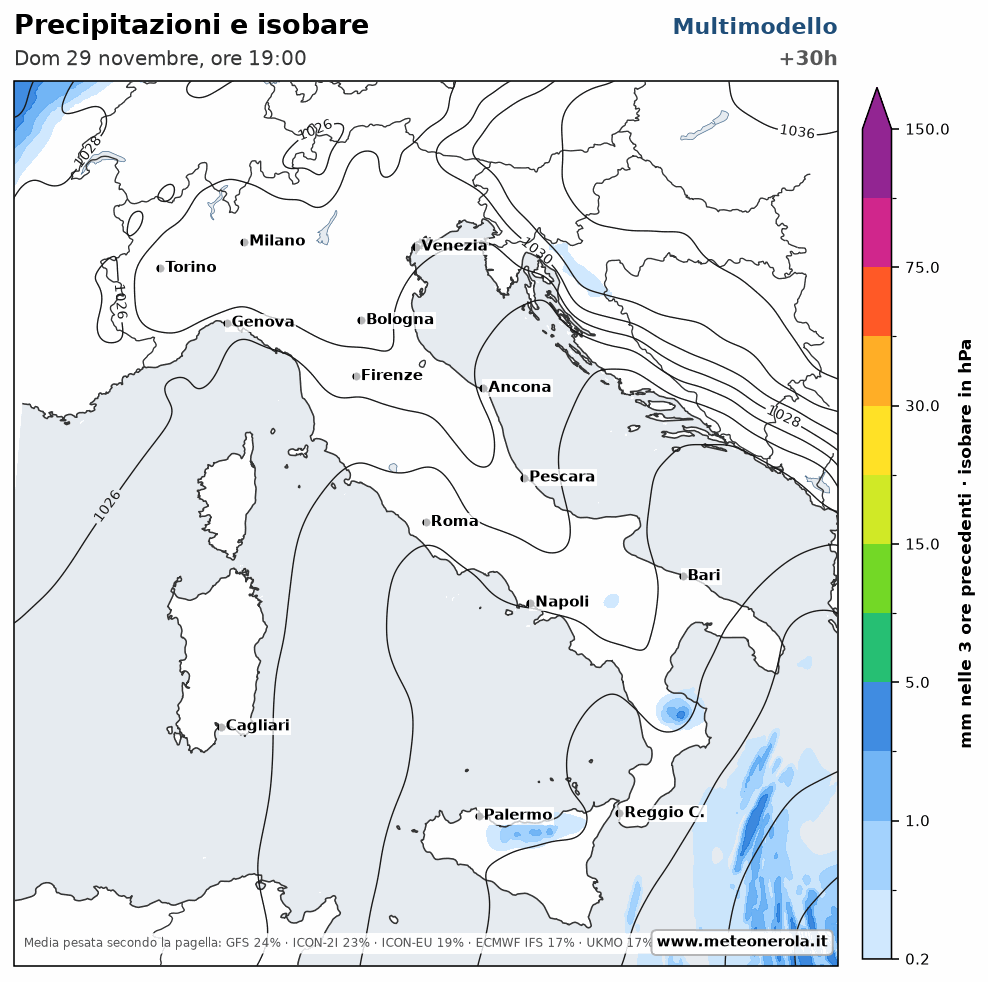 Precipitazioni e isobare
Multimodello
Dom 29 novembre, ore 19:00
+30h
1026
1036
1028
Milano
Venezia
1030
Torino
1026
Genova
Bologna
Firenze
Ancona
1028
Pescara
1026
Roma
Bari
Napoli
Cagliari
Palermo
Reggio C.
Media pesata secondo la pagella: GFS 24% · ICON-2I 23% · ICON-EU 19% · ECMWF IFS 17% · UKMO 17%
www.meteonerola.it
150.0
75.0
30.0
15.0
5.0
1.0
0.2
mm nelle 3 ore precedenti · isobare in hPa